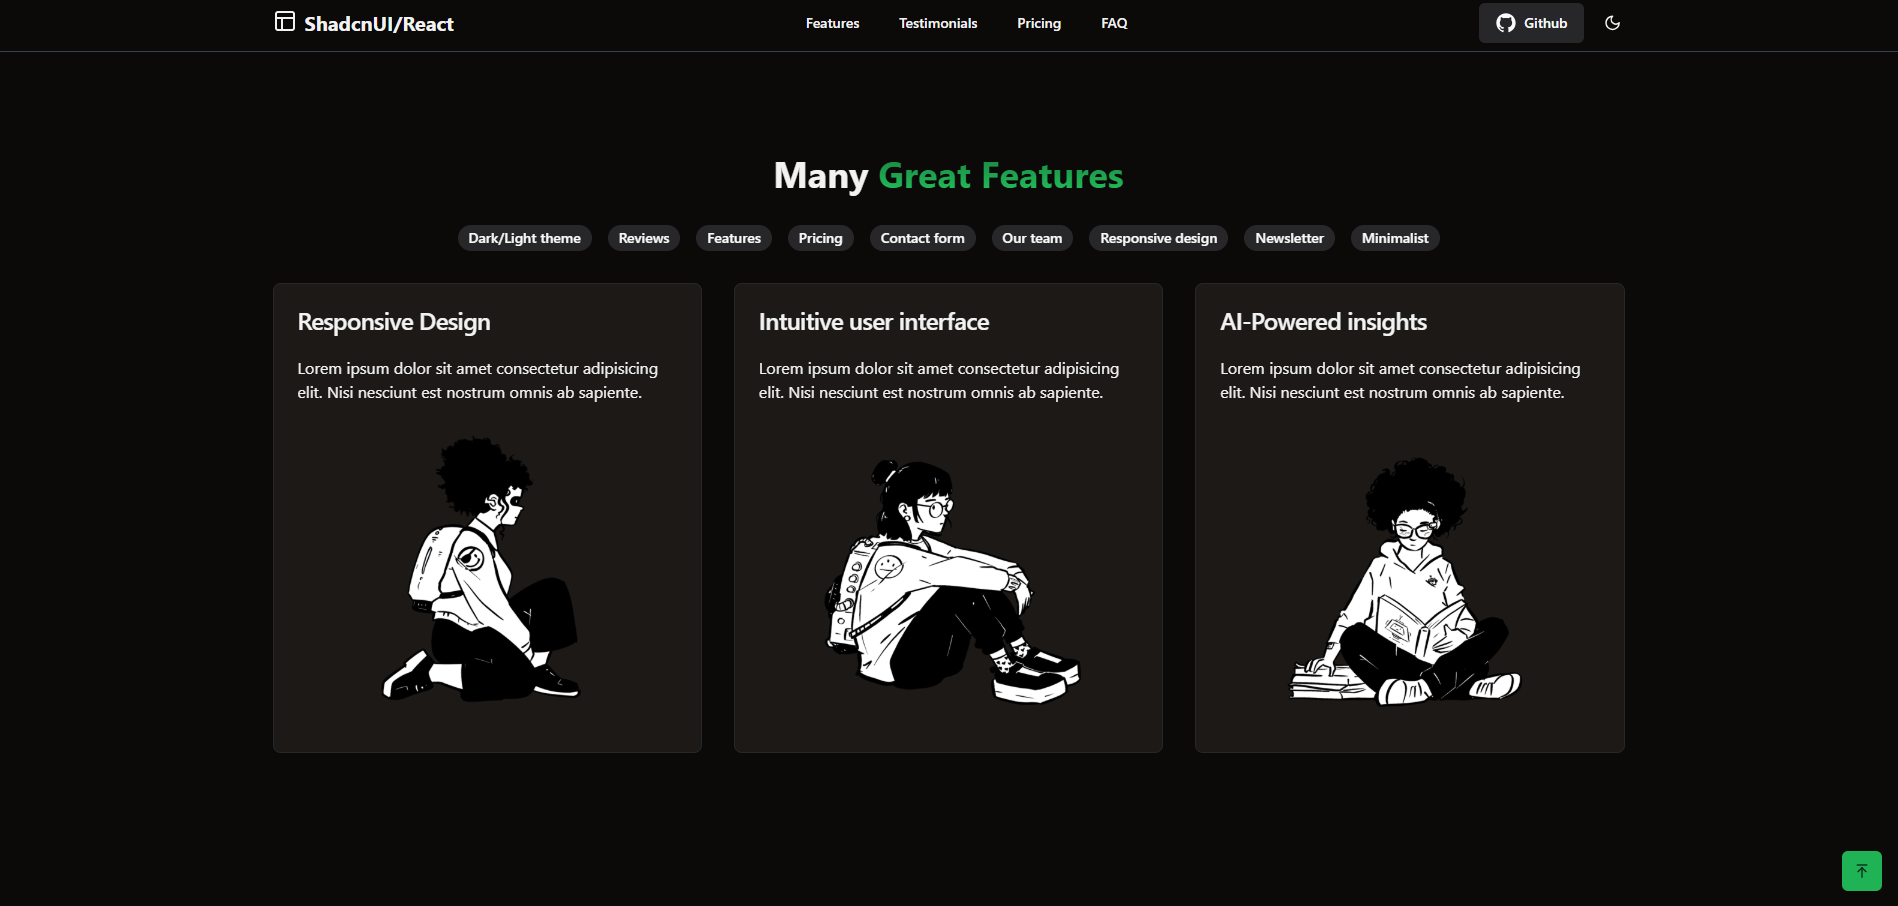 ShadcnUI/React
Features
Testimonials
Pricing
FAQ
Github
Many Great Features
Dark/Light theme
Reviews
Features
Pricing
Contact form
Our team
Responsive design
Newsletter
Minimalist
Responsive Design
Lorem ipsum dolor sit amet consectetur adipisicing
elit. Nisi nesciunt est nostrum omnis ab sapiente.
Intuitive user interface
Lorem ipsum dolor sit amet consectetur adipisicing
elit. Nisi nesciunt est nostrum omnis ab sapiente.
AI-Powered insights
Lorem ipsum dolor sit amet consectetur adipisicing
elit. Nisi nesciunt est nostrum omnis ab sapiente.